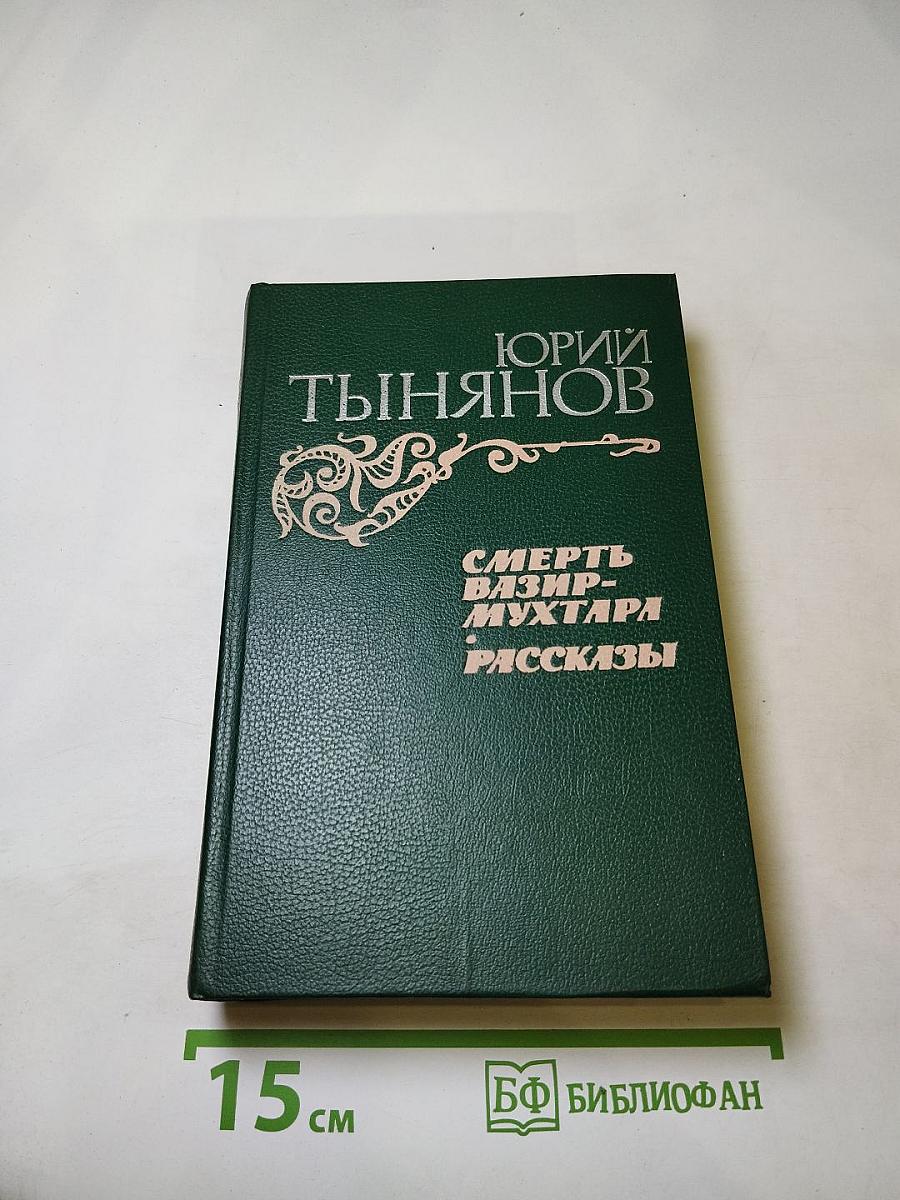 ЮРИЙ
ТЫНЯНОВ
СМЕРТЬ
ВАЗИР-
МУХТАРА
•
РАССКАЗЫ
15 см
БФ БИБЛИОФАН